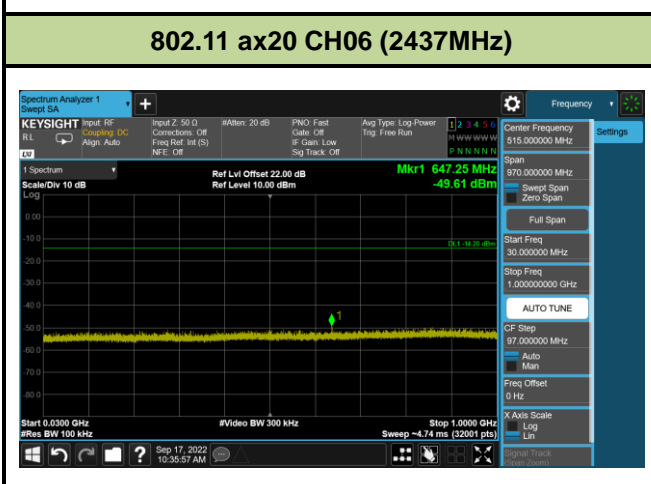 802.11 ax20 CH06 (2437MHz)
Spectrum Analyzer 1
Swept SA
Frequency
KEYSIGHT
RL
LXI
Input: RF
Coupling: DC
Align: Auto
Input Z: 50 Ω
Corrections: Off
Freq Ref: Int (S)
NFE: Off
#Atten: 20 dB
PNO: Fast
Gate: Off
IF Gain: Low
Sig Track: Off
Avg Type: Log-Power
Trig: Free Run
1 2 3 4 5 6
M W W W W W
P N N N N N
1 Spectrum
Scale/Div 10 dB
Log
Ref Lvl Offset 22.00 dB
Ref Level 10.00 dBm
Mkr1 647.25 MHz
-49.61 dBm
0.00
-10.0
DL1 -14.20 dBm
-20.0
-30.0
-40.0
1
-50.0
-60.0
-70.0
-80.0
Start 0.0300 GHz
#Res BW 100 kHz
#Video BW 300 kHz
Stop 1.0000 GHz
Sweep ~4.74 ms (32001 pts)
Center Frequency
515.000000 MHz
Settings
Span
970.000000 MHz
Swept Span
Zero Span
Full Span
Start Freq
30.000000 MHz
Stop Freq
1.000000000 GHz
AUTO TUNE
CF Step
97.000000 MHz
Auto
Man
Freq Offset
0 Hz
X Axis Scale
Log
Lin
Signal Track
(Span Zoom)
?
Sep 17, 2022
10:35:57 AM